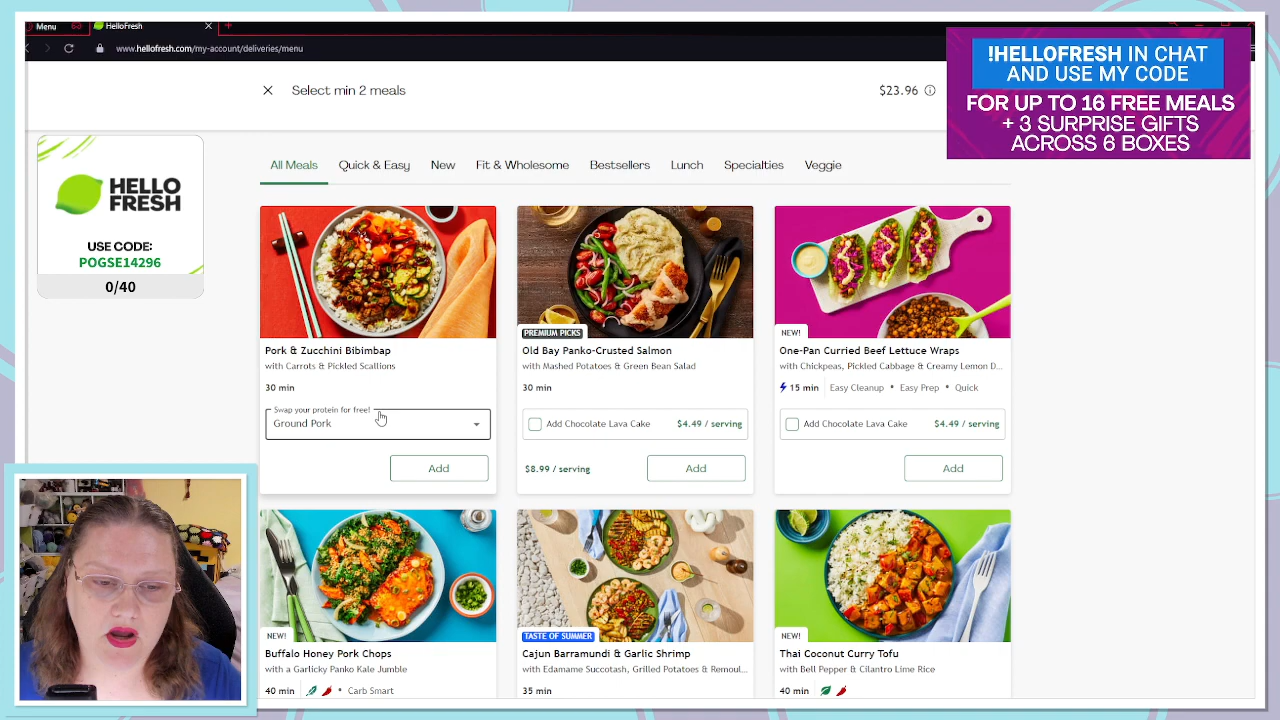 Menu
HelloFresh
www.hellofresh.com/my-account/deliveries/menu
!HELLOFRESH IN CHAT
AND USE MY CODE
FOR UP TO 16 FREE MEALS
+ 3 SURPRISE GIFTS
ACROSS 6 BOXES
Select min 2 meals
$23.96
HELLO
FRESH
USE CODE:
POGSE14296
0/40
All Meals Quick & Easy New Fit & Wholesome Bestsellers Lunch Specialties Veggie
Pork & Zucchini Bibimbap
with Carrots & Pickled Scallions
30 min
Swap your protein for free!
Ground Pork
Add
PREMIUM PICKS
Old Bay Panko-Crusted Salmon
with Mashed Potatoes & Green Bean Salad
30 min
Add Chocolate Lava Cake $4.49 / serving
$8.99 / serving Add
NEW!
One-Pan Curried Beef Lettuce Wraps
with Chickpeas, Pickled Cabbage & Creamy Lemon D...
15 min Easy Cleanup • Easy Prep • Quick
Add Chocolate Lava Cake $4.49 / serving
Add
NEW!
Buffalo Honey Pork Chops
with a Garlicky Panko Kale Jumble
40 min • Carb Smart
TASTE OF SUMMER
Cajun Barramundi & Garlic Shrimp
with Edamame Succotash, Grilled Potatoes & Remoul...
35 min
NEW!
Thai Coconut Curry Tofu
with Bell Pepper & Cilantro Lime Rice
40 min